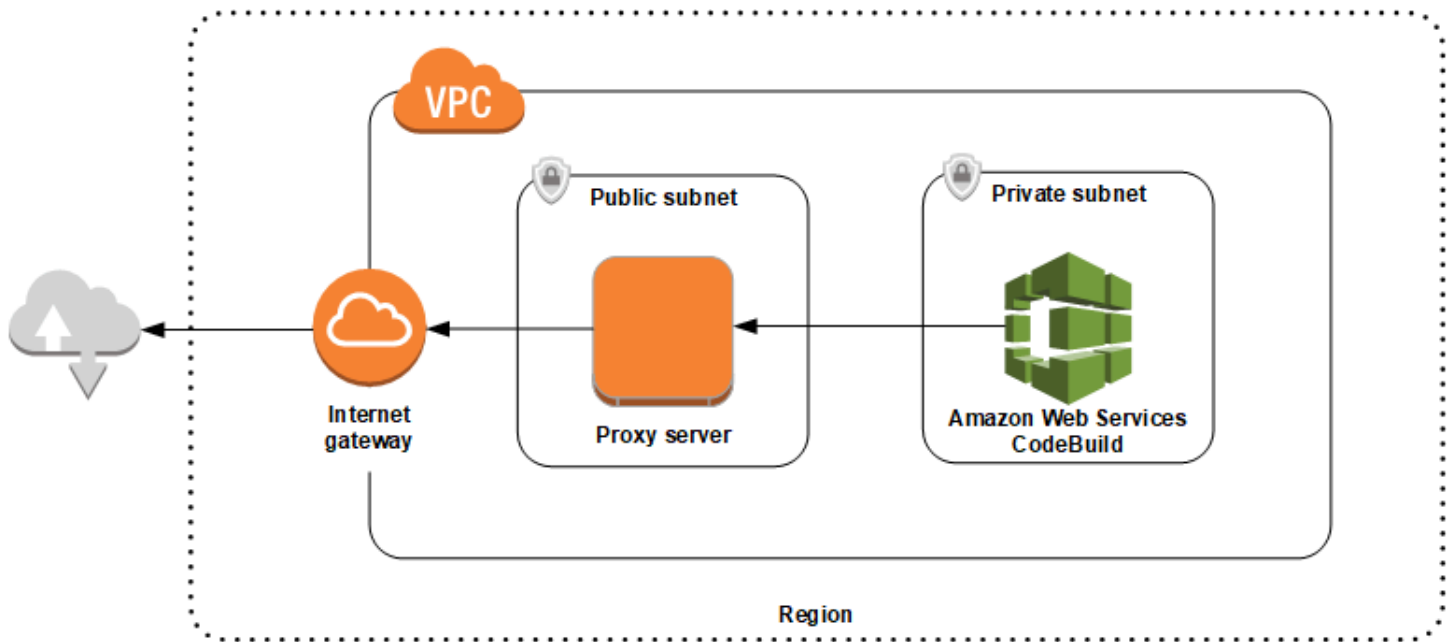 VPC
Public subnet
Private subnet
Internet
gateway
Proxy server
Amazon Web Services
CodeBuild
Region